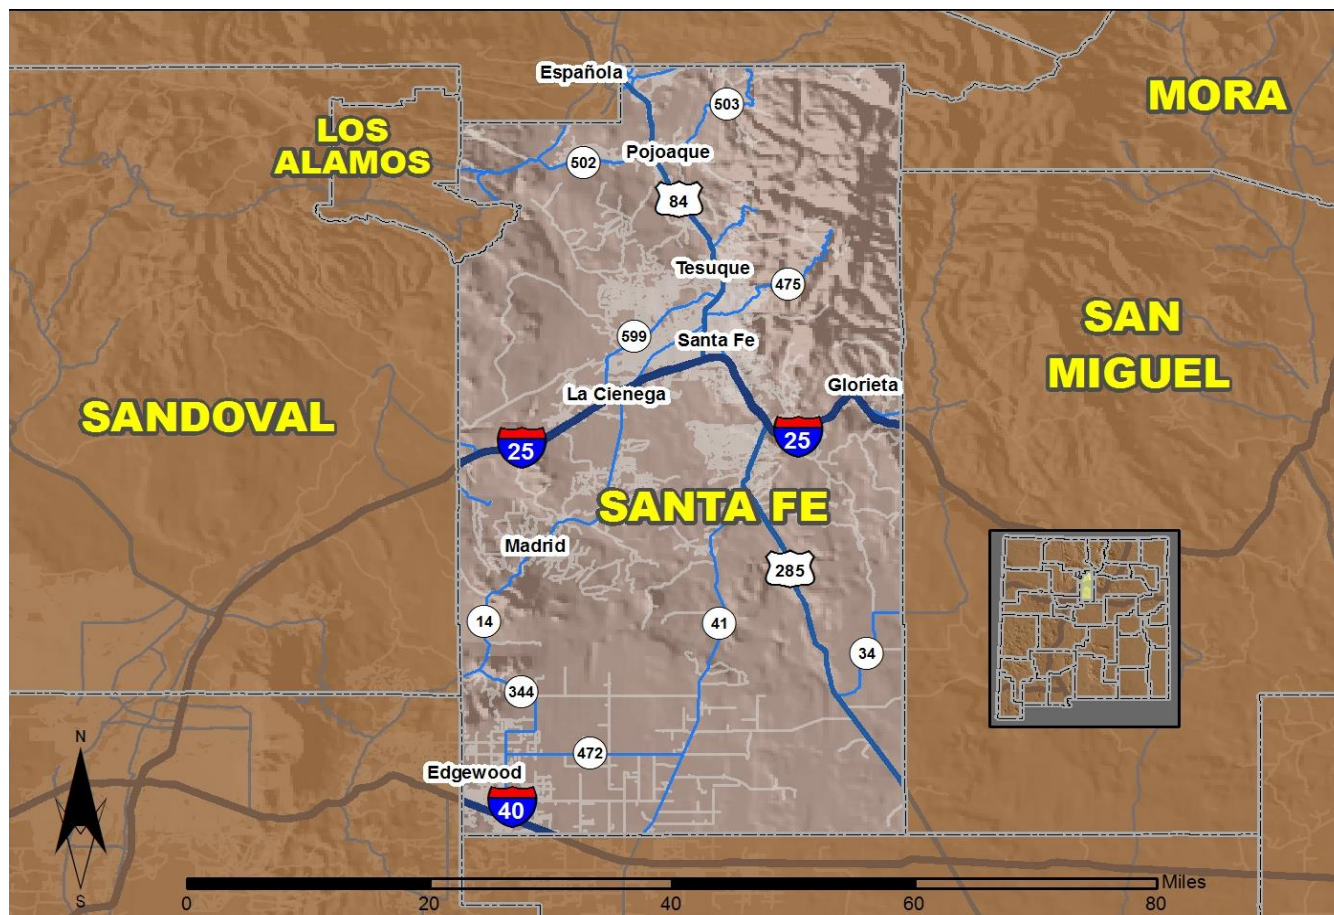 Española
MORA
503
LOS
ALAMOS
Pojoaque
502
84
Tesuque
475
SAN
MIGUEL
599
Santa Fe
Glorieta
La Cienega
SANDOVAL
25
25
SANTA FE
Madrid
285
14
41
34
344
N
472
Edgewood
40
S
Miles
0
20
40
60
80